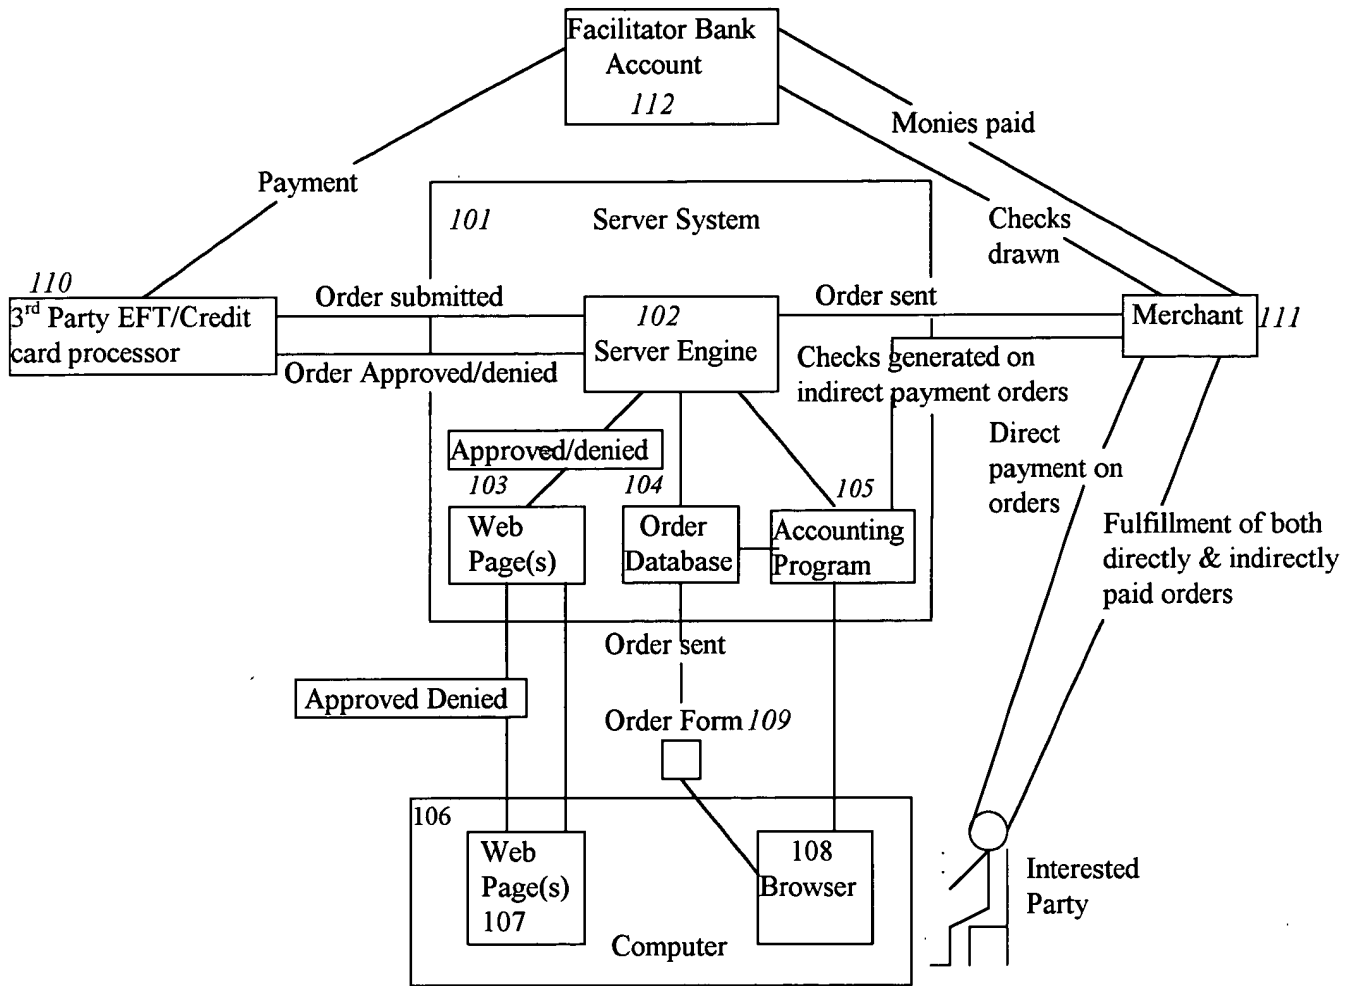 Facilitator Bank
Account
112
Monies paid
Payment
101
Server System
Checks
drawn
110
3rd Party EFT/Credit
card processor
Order submitted
Order Approved/denied
102
Server Engine
Order sent
Merchant
111
Checks generated on
indirect payment orders
Approved/denied
103
104
105
Web
Page(s)
Order
Database
Accounting
Program
Direct
payment on
orders
Fulfillment of both
directly & indirectly
paid orders
Order sent
Approved Denied
Order Form 109
106
Web
Page(s)
107
108
Browser
Computer
Interested
Party